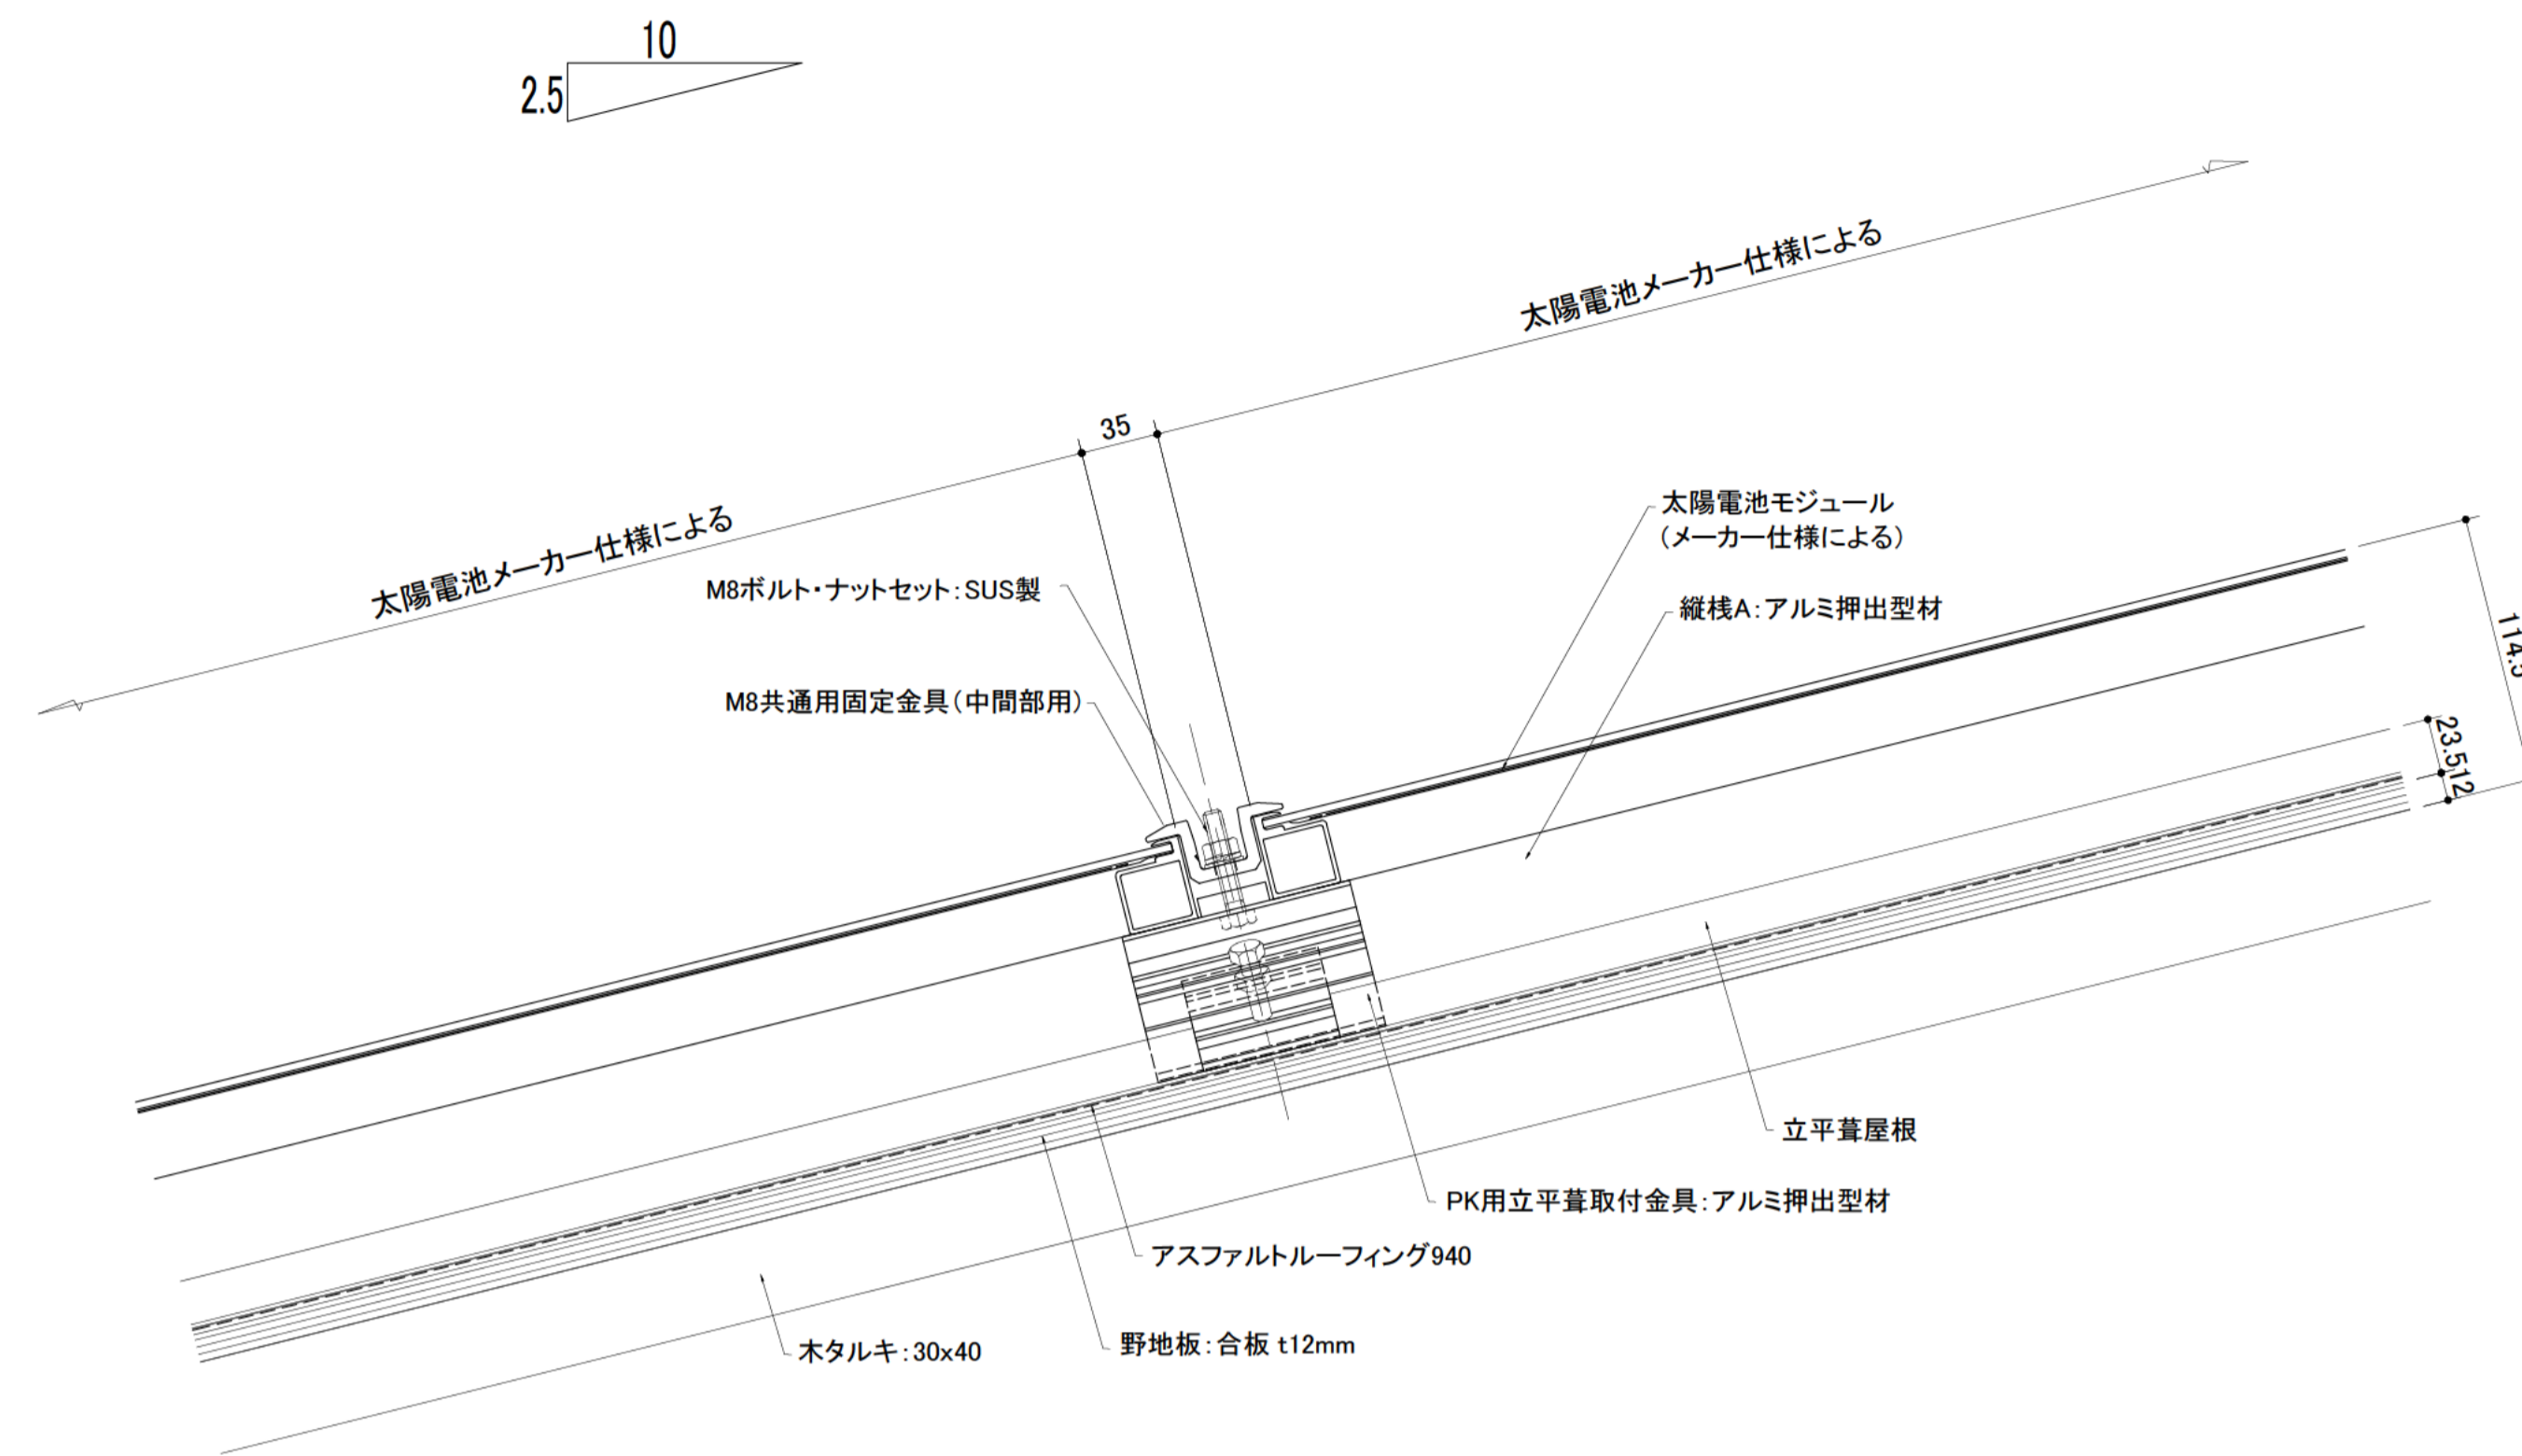 10
2.5
太陽電池メーカー仕様による
35
太陽電池メーカー仕様による
太陽電池モジュール
(メーカー仕様による)
M8ボルト・ナットセット:SUS製
縦桟A:アルミ押出型材
M8共通用固定金具(中間部用)
23.5
12
立平葺屋根
PK用立平葺取付金具:アルミ押出型材
アスファルトルーフィング940
野地板:合板 t12mm
木タルキ:30x40